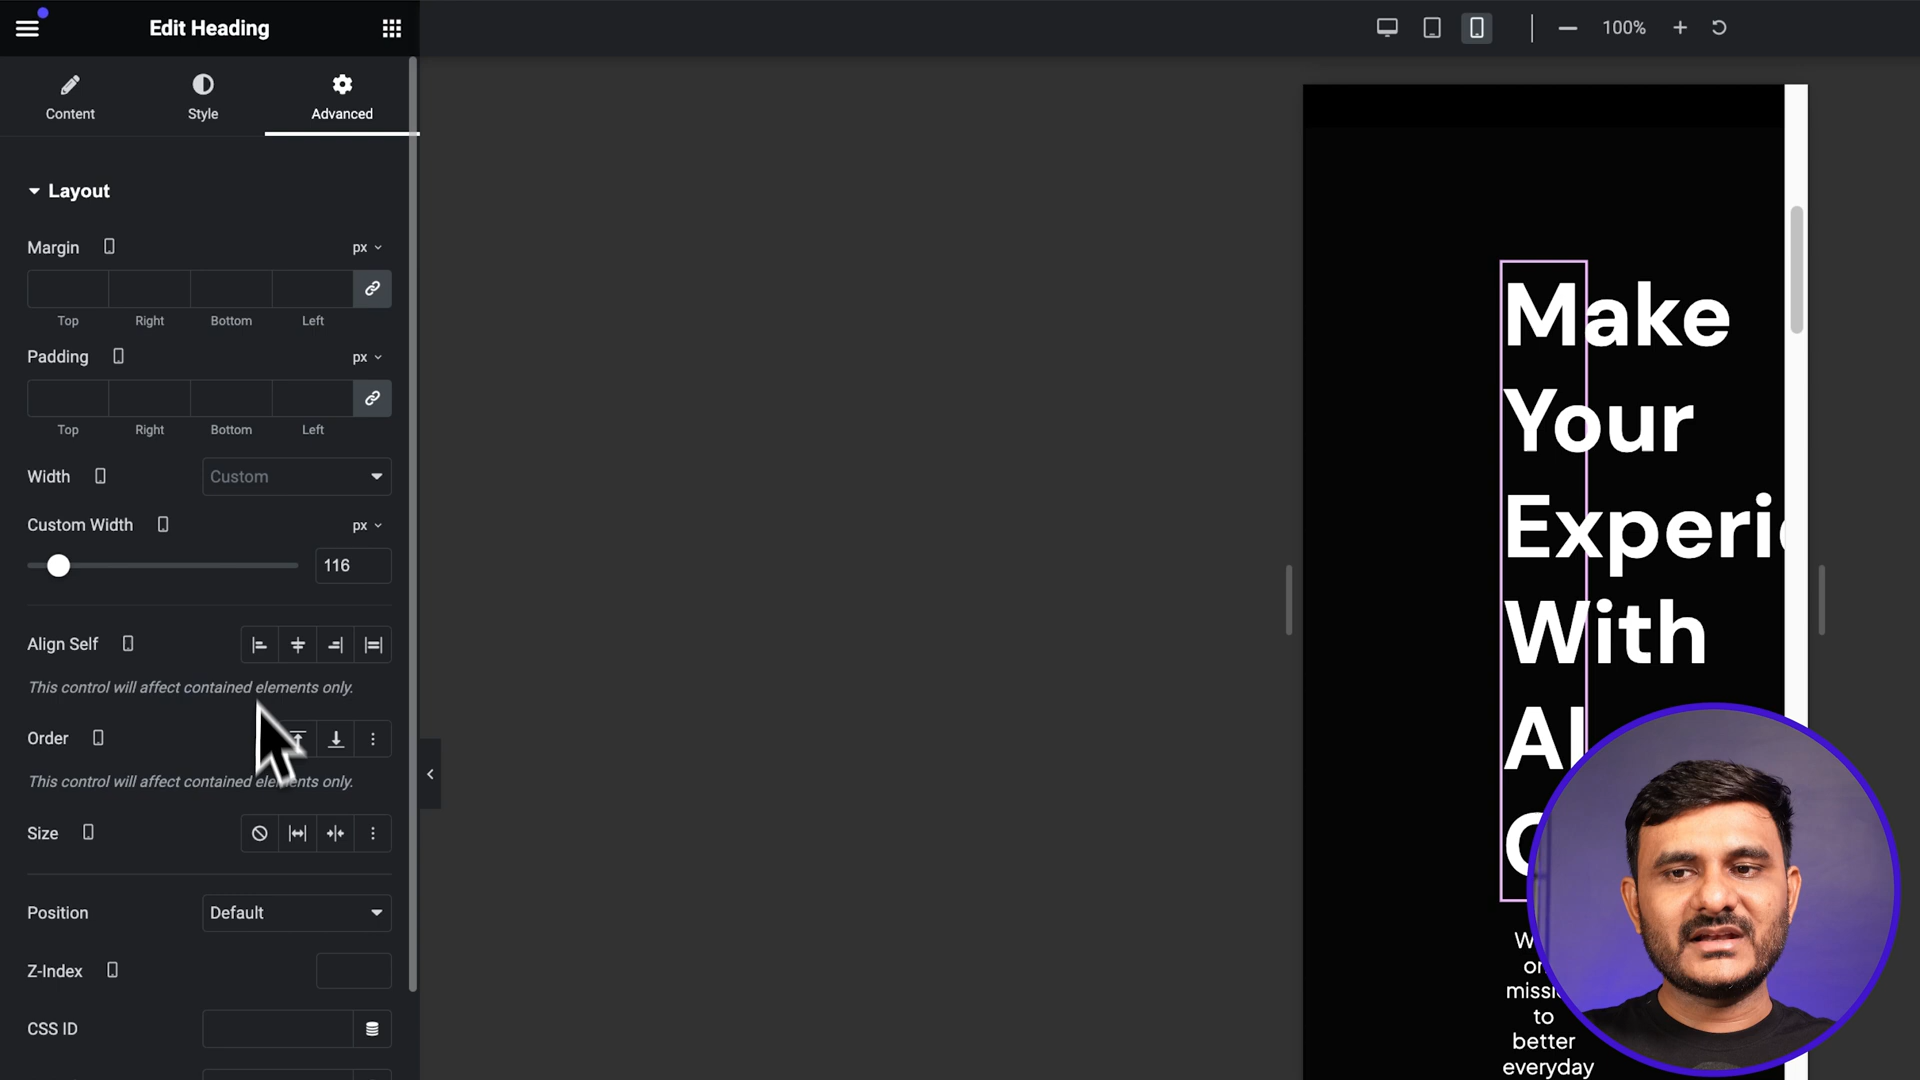 Edit Heading
100%
Content
Style
Advanced
Layout
Margin
px
Top
Right
Bottom
Left
Padding
px
Top
Right
Bottom
Left
Width
Custom
Custom Width
px
116
Align Self
This control will affect contained elements only.
Order
This control will affect contained elements only.
Size
Position
Default
Z-Index
CSS ID
Make
Your
Experi
With
AI
to
better
everyday